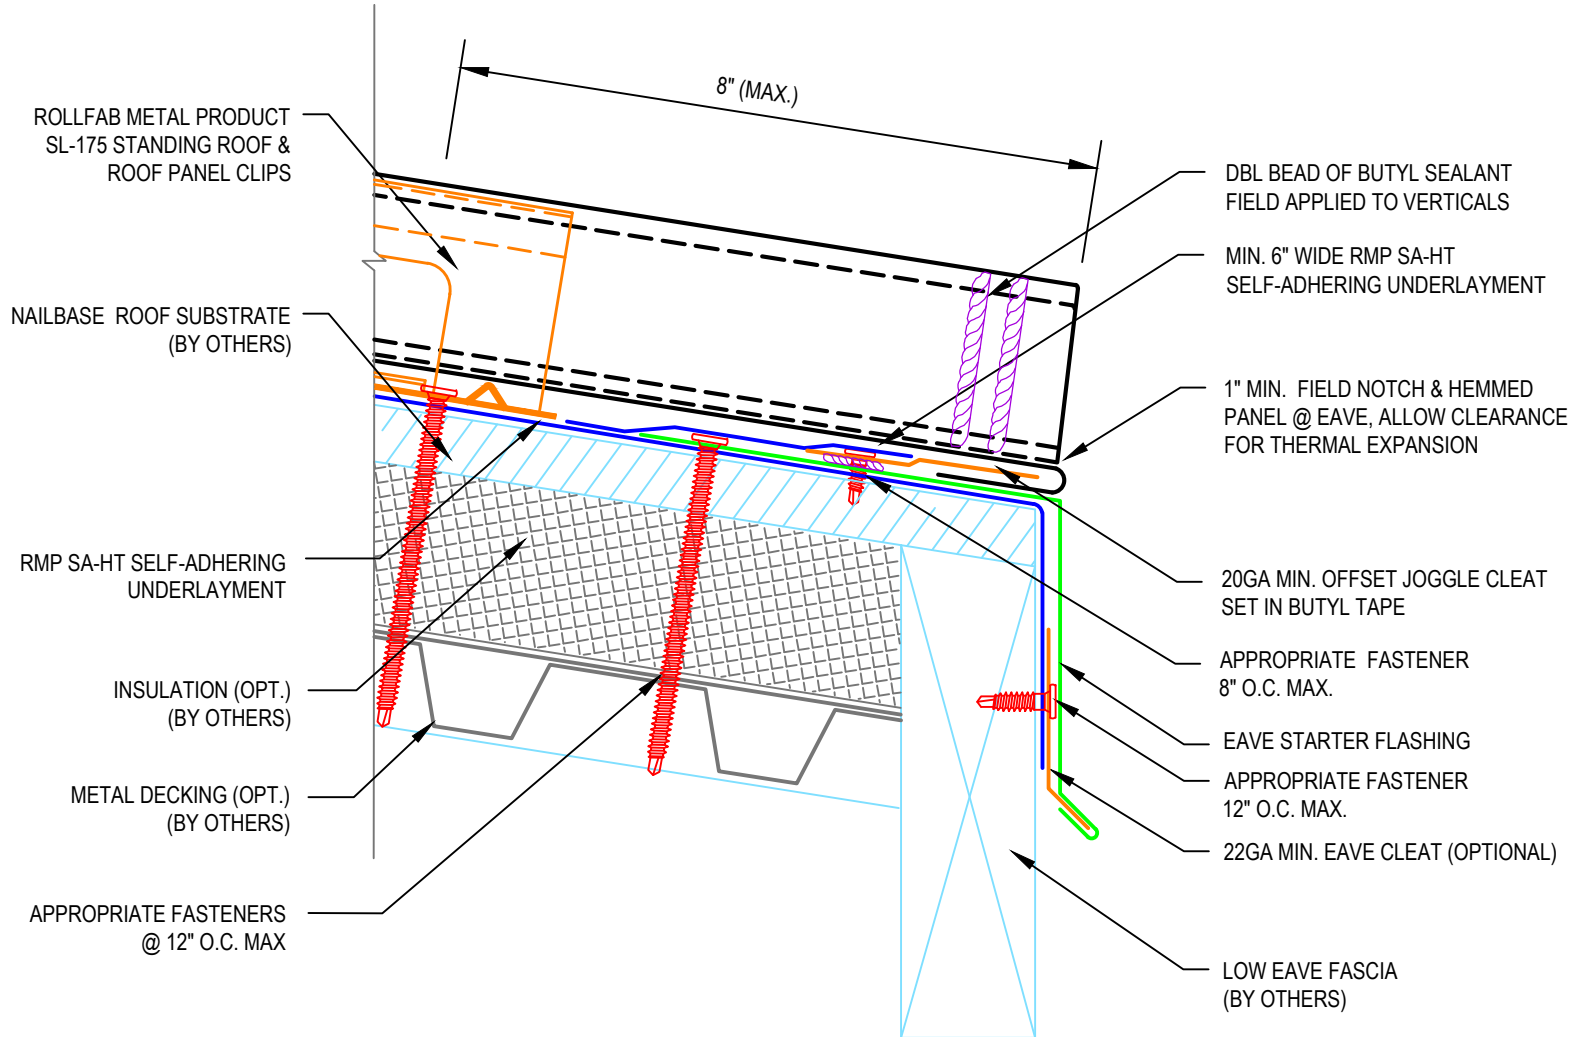 8" (MAX.)
ROLLFAB METAL PRODUCT
SL-175 STANDING ROOF &
ROOF PANEL CLIPS
NAILBASE ROOF SUBSTRATE
(BY OTHERS)
RMP SA-HT SELF-ADHERING
UNDERLAYMENT
INSULATION (OPT.)
(BY OTHERS)
METAL DECKING (OPT.)
(BY OTHERS)
APPROPRIATE FASTENERS
@ 12" O.C. MAX
DBL BEAD OF BUTYL SEALANT
FIELD APPLIED TO VERTICALS
MIN. 6" WIDE RMP SA-HT
SELF-ADHERING UNDERLAYMENT
1" MIN. FIELD NOTCH & HEMMED
PANEL @ EAVE, ALLOW CLEARANCE
FOR THERMAL EXPANSION
20GA MIN. OFFSET JOGGLE CLEAT
SET IN BUTYL TAPE
APPROPRIATE FASTENER
8" O.C. MAX.
EAVE STARTER FLASHING
APPROPRIATE FASTENER
12" O.C. MAX.
22GA MIN. EAVE CLEAT (OPTIONAL)
LOW EAVE FASCIA
(BY OTHERS)